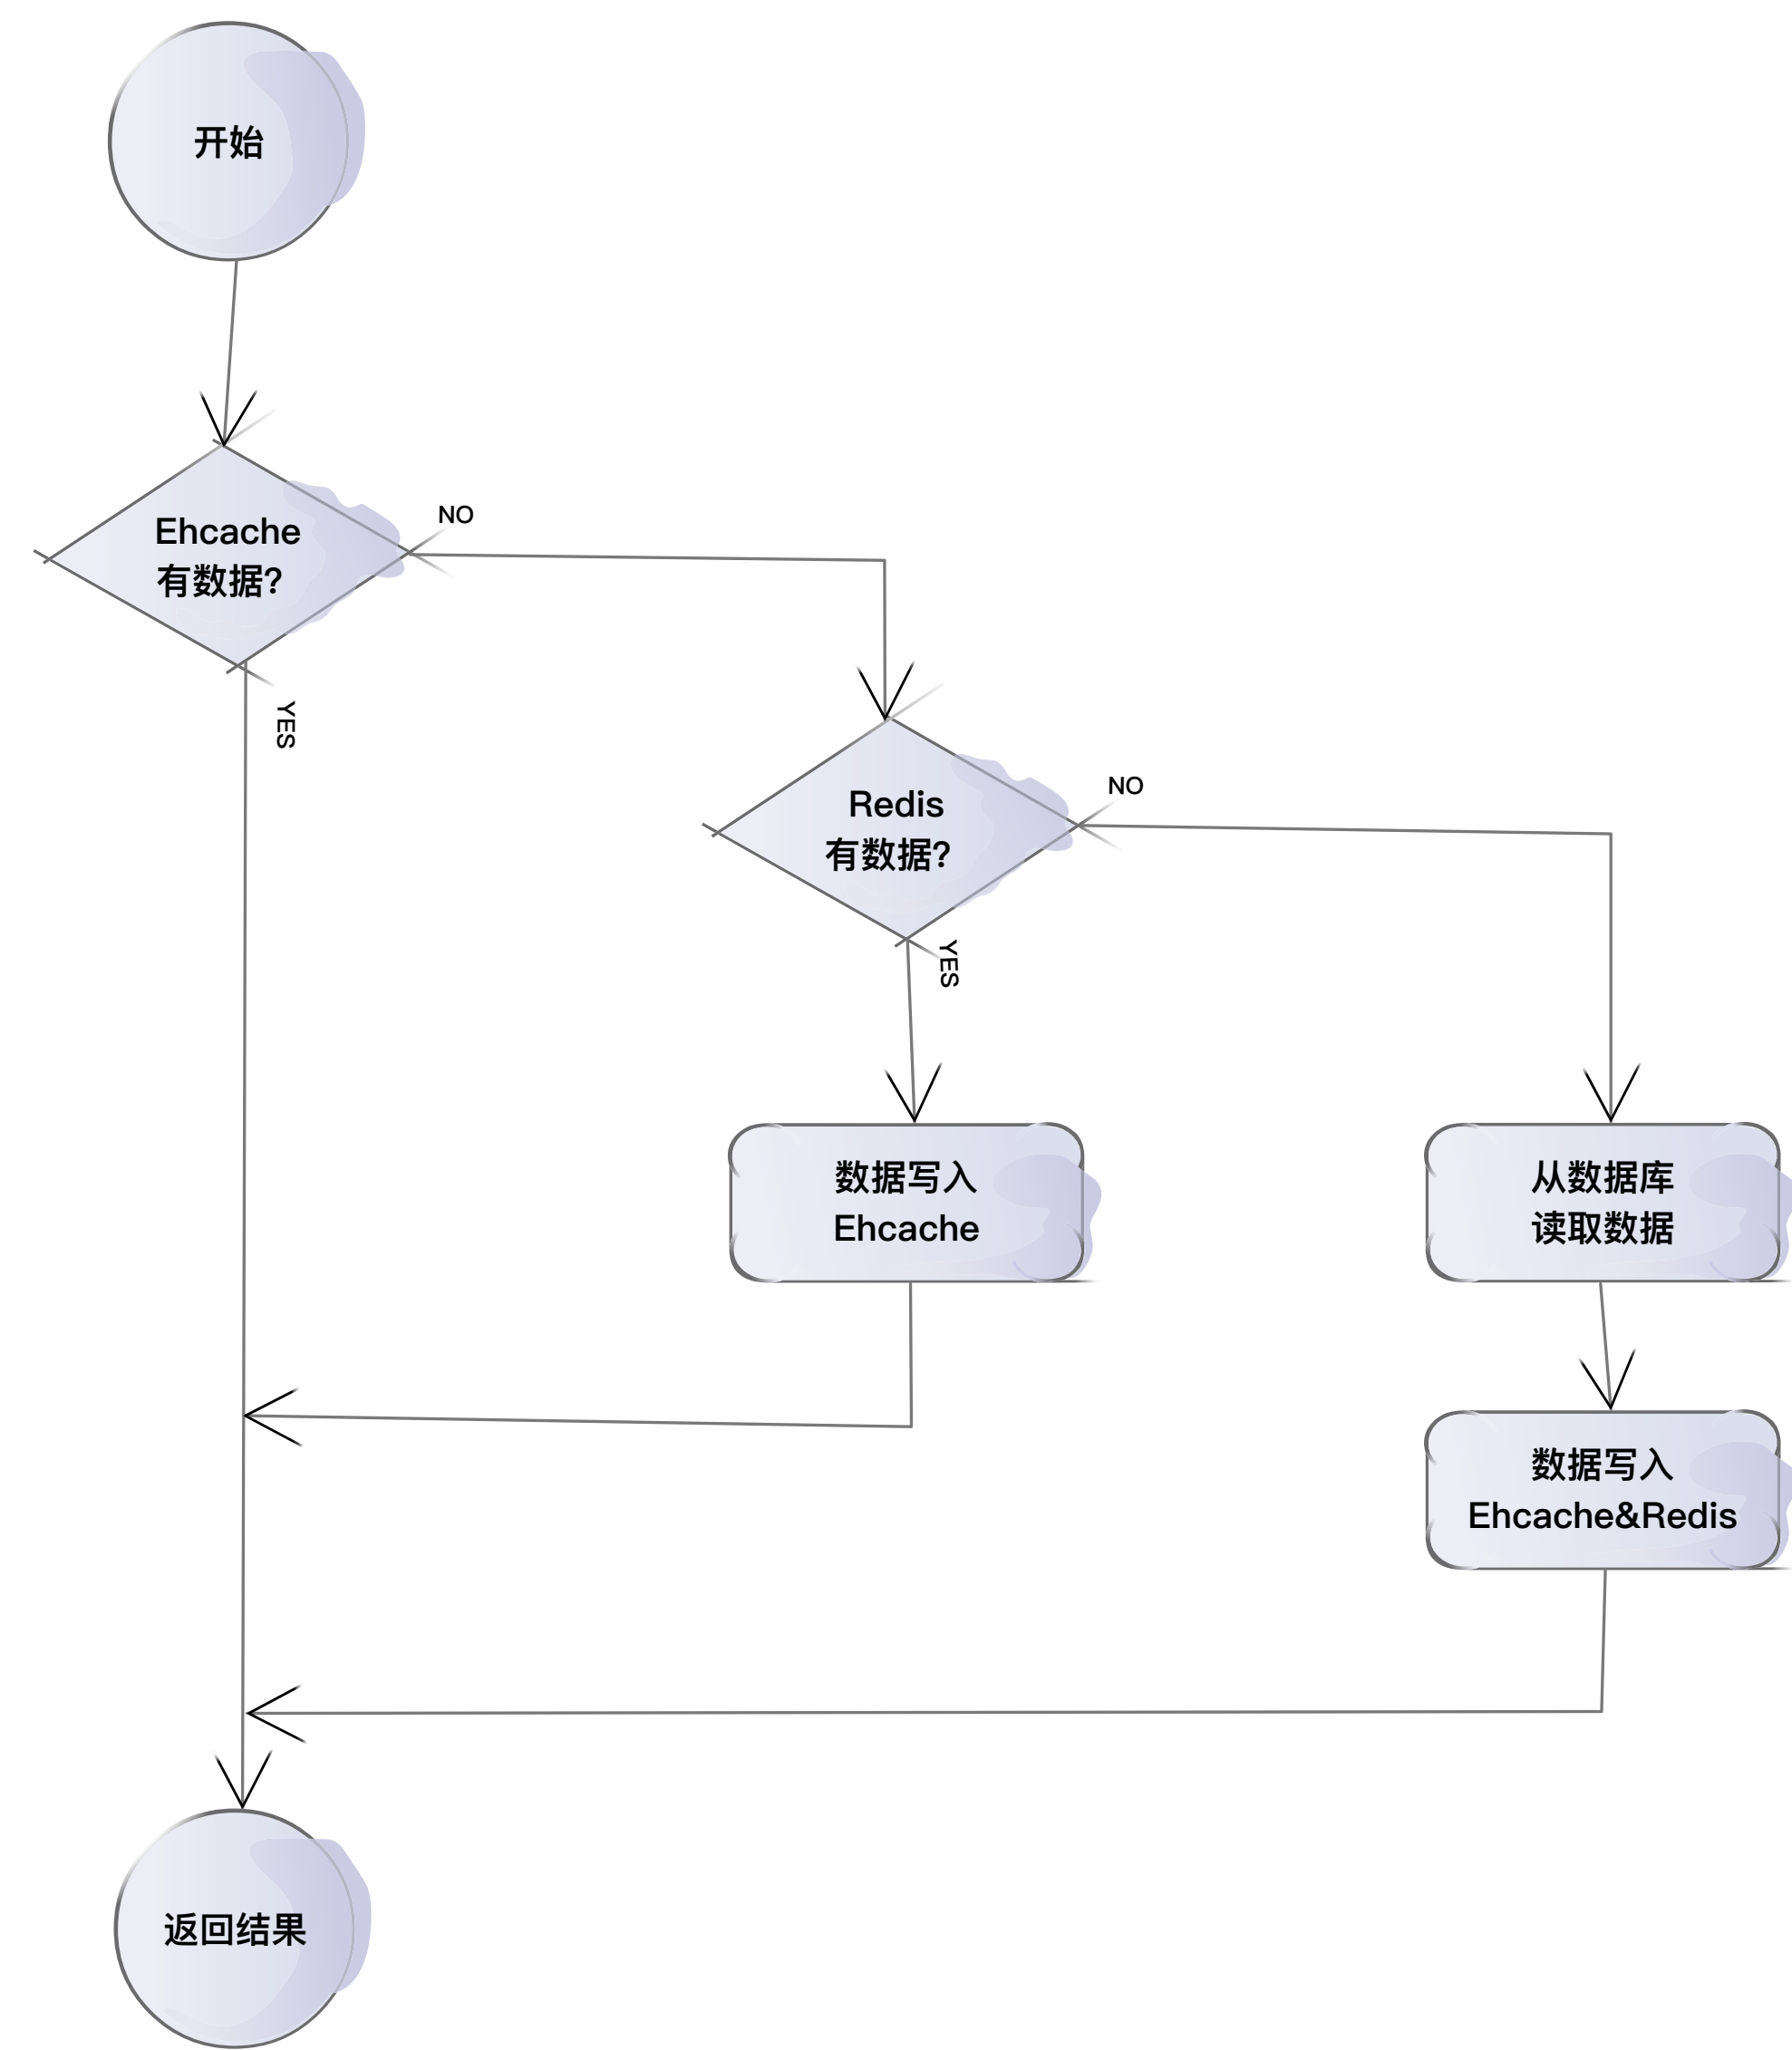 开始
Ehcache
有数据?
NO
YES
Redis
有数据?
NO
YES
数据写入
Ehcache
从数据库
读取数据
数据写入
Ehcache&Redis
返回结果